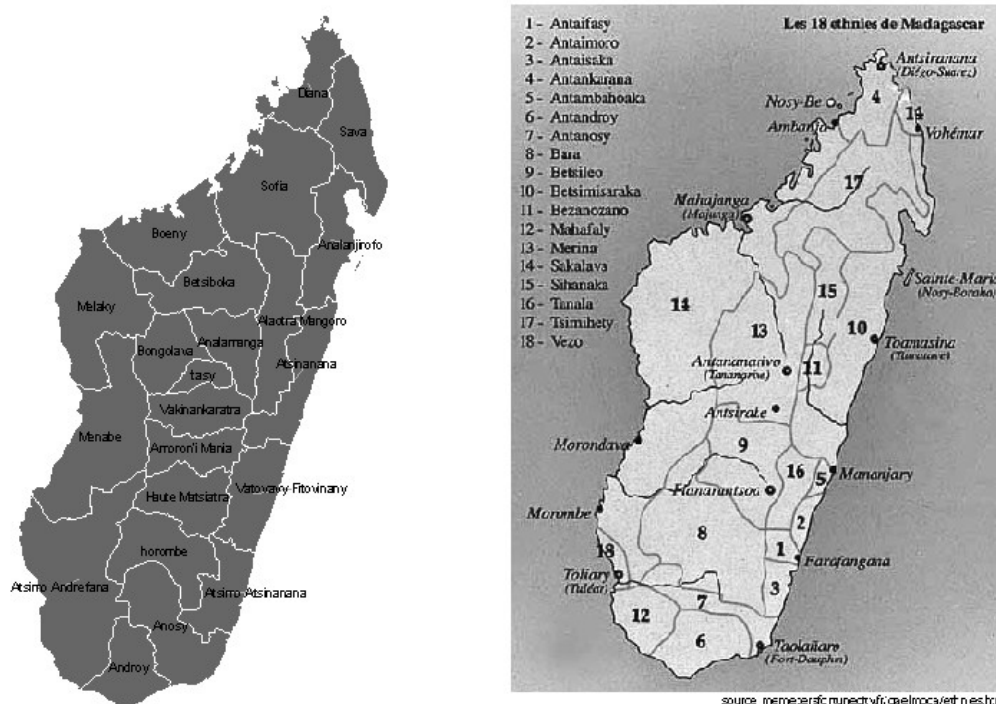 Diana
Sava
Sofia
Boeny
Analanjirofo
Betsiboka
Melaky
Alaotra Mangoro
Analamanga
Bongolava
Atsinanana
Itasy
Vakinankaratra
Menabe
Amoron'i Mania
Haute Matsiatra
Vatovavy-Fitovinany
horombe
Atsimo Andrefana
Atsimo Atsinanana
Anosy
Androy
Les 18 ethnies de Madagascar
1 - Antaifasy
2 - Antaimoro
3 - Antaisaka
4 - Antankarana
5 - Antambahoaka
6 - Antandroy
7 - Antanosy
8 - Bara
9 - Betsileo
10 - Betsimisaraka
11 - Bezanozano
12 - Mahafaly
13 - Merina
14 - Sakalava
15 - Sihanaka
16 - Tanala
17 - Tsimihety
18 - Vezo
Antsiranana
(Diégo-Suarez)
4
Nosy-Be
14
Ambanja
Vohémar
17
Mahajanga
(Majunga)
Sainte-Marie
(Nosy-Boraha)
14
15
13
10
Toamasina
(Tamatave)
Antananarivo
(Tananarive)
11
Antsirabe
Morondava
9
16
Mananjary
5
Fianarantsoa
Morombe
2
8
18
1
Farafangana
Toliary
(Tuléar)
3
7
12
6
Taolañaro
(Fort-Dauphin)
source